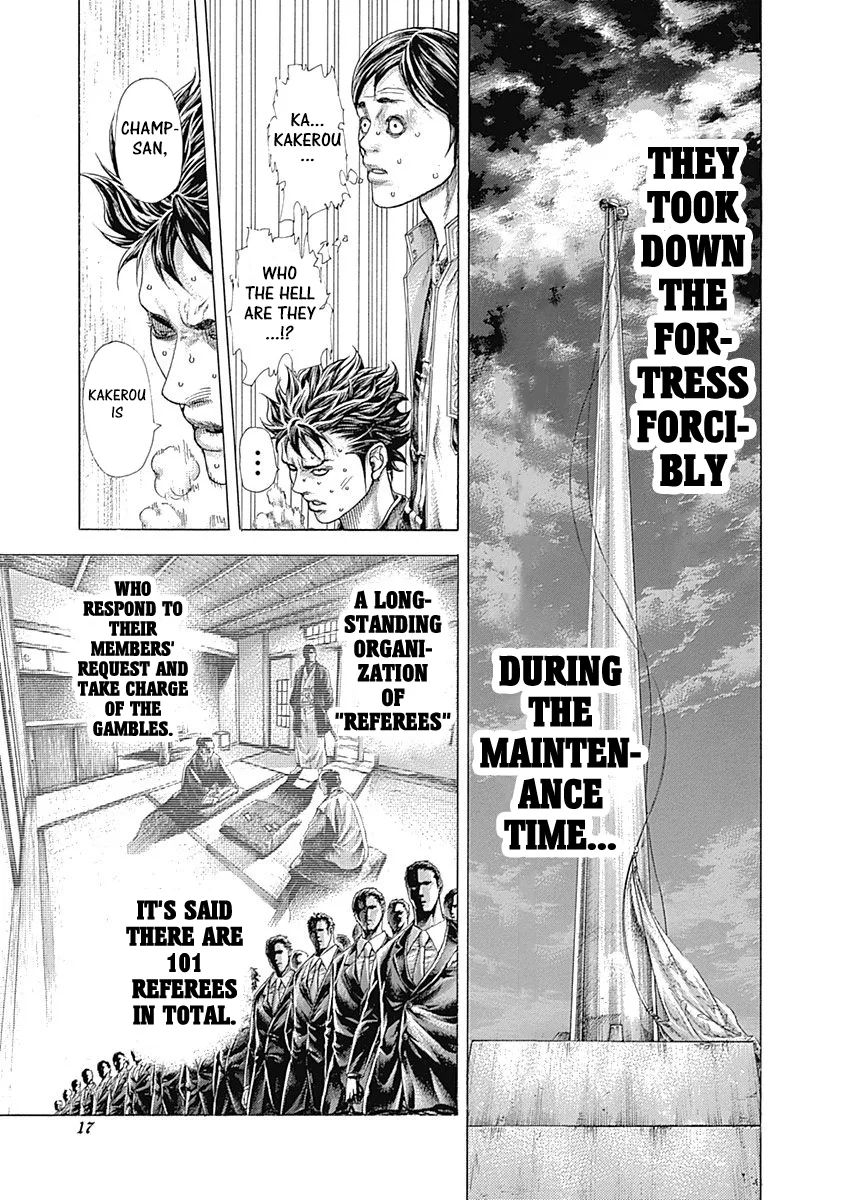 THEY
TOOK
DOWN
THE
FOR-
TRESS
FORCI-
BLY
DURING
THE
MAINTEN-
ANCE
TIME...
KA...
KAKEROU
...
WHO
THE HELL
ARE THEY
...!?
...
CHAMP-
SAN,
KAKEROU
IS
A LONG-
STANDING
ORGANI-
ZATION
OF
"REFEREES"
WHO
RESPOND TO
THEIR
MEMBERS'
REQUEST AND
TAKE CHARGE
OF THE
GAMBLES.
IT'S SAID
THERE ARE
101
REFEREES
IN TOTAL.
17